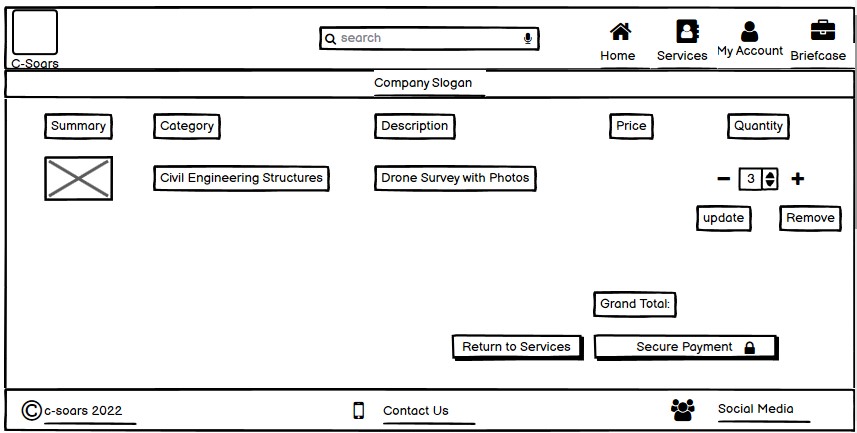 search
C-Soars
Home
Services
My Account
Briefcase
Company Slogan
Summary
Category
Description
Price
Quantity
Civil Engineering Structures
Drone Survey with Photos
3
update
Remove
Grand Total:
Return to Services
Secure Payment
© c-soars 2022
Contact Us
Social Media